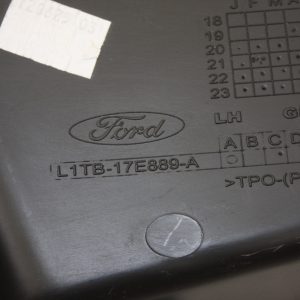 J F M A
18
19
20
21
22
23
Ford
LH
L1TB-17E889-A
A B C D
>TPO-(P